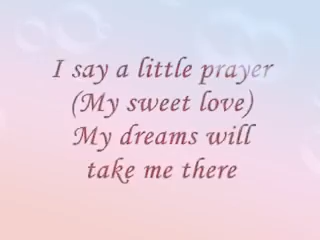 I say a little prayer
(My sweet love)
My dreams will
take me there